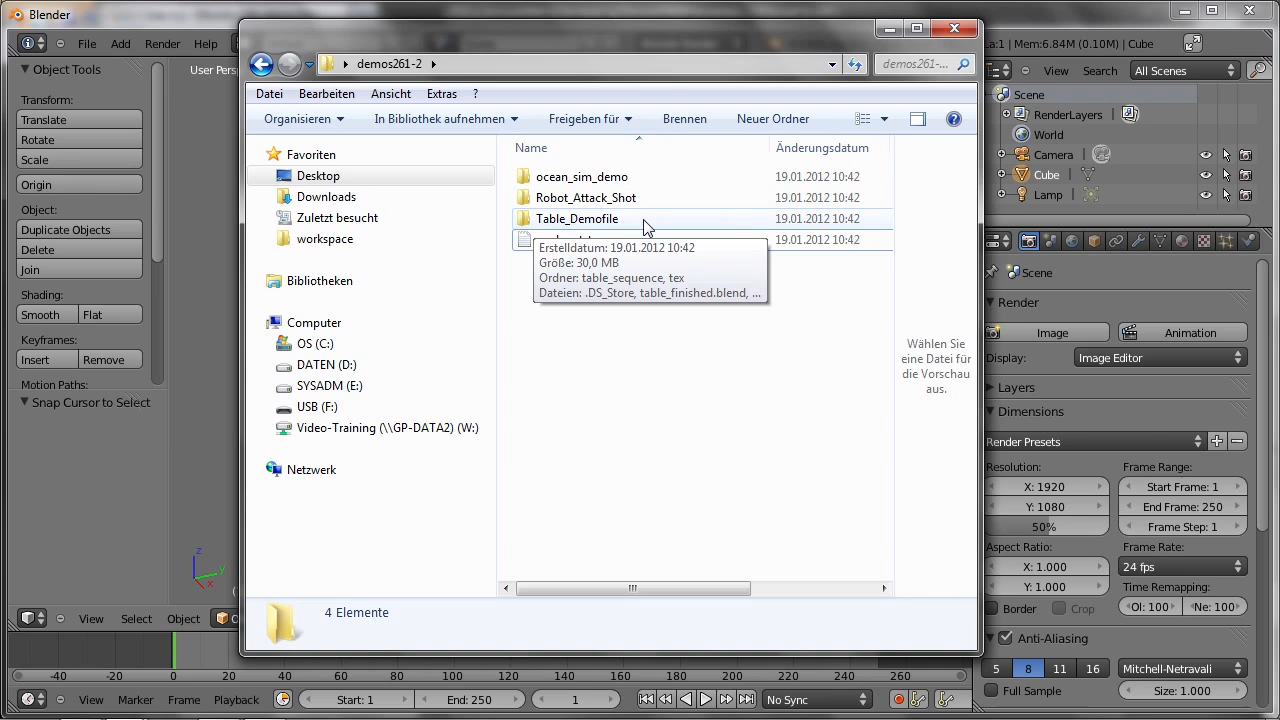 Blender
File Add Render Help
La:1 | Mem:6.84M (0.10M) | Cube
Object Tools
Transform:
Translate
Rotate
Scale
Origin
Object:
Duplicate Objects
Delete
Join
Shading:
Smooth Flat
Keyframes:
Insert Remove
Motion Paths:
Snap Cursor to Select
User Persp
demos261-2
demos261-...
Datei Bearbeiten Ansicht Extras ?
Organisieren In Bibliothek aufnehmen Freigeben für Brennen Neuer Ordner
Favoriten
Desktop
Downloads
Zuletzt besucht
workspace
Bibliotheken
Computer
OS (C:)
DATEN (D:)
SYSADM (E:)
USB (F:)
Video-Training (\\GP-DATA2) (W:)
Netzwerk
Name Änderungsdatum
ocean_sim_demo 19.01.2012 10:42
Robot_Attack_Shot 19.01.2012 10:42
Table_Demofile 19.01.2012 10:42
19.01.2012 10:42
Erstelldatum: 19.01.2012 10:42
Größe: 30,0 MB
Ordner: table_sequence, tex
Dateien: .DS_Store, table_finished.blend, ...
Wählen Sie
eine Datei für
die Vorschau
aus.
4 Elemente
View Search All Scenes
Scene
RenderLayers
World
Camera
Cube
Lamp
Scene
Render
Image Animation
Display: Image Editor
Layers
Dimensions
Render Presets
Resolution: Frame Range:
X: 1920 Start Frame: 1
Y: 1080 End Frame: 250
50% Frame Step: 1
Aspect Ratio: Frame Rate:
X: 1.000 24 fps
Y: 1.000 Time Remapping:
Border Crop Ol: 100 Ne: 100
Anti-Aliasing
5 8 11 16 Mitchell-Netravali
Full Sample Size: 1.000
z
y
x
View Select Object
-40 -20 0 20 40 60 80 100 120 140 160 180 200 220 240 260
View Marker Frame Playback Start: 1 End: 250 1 No Sync